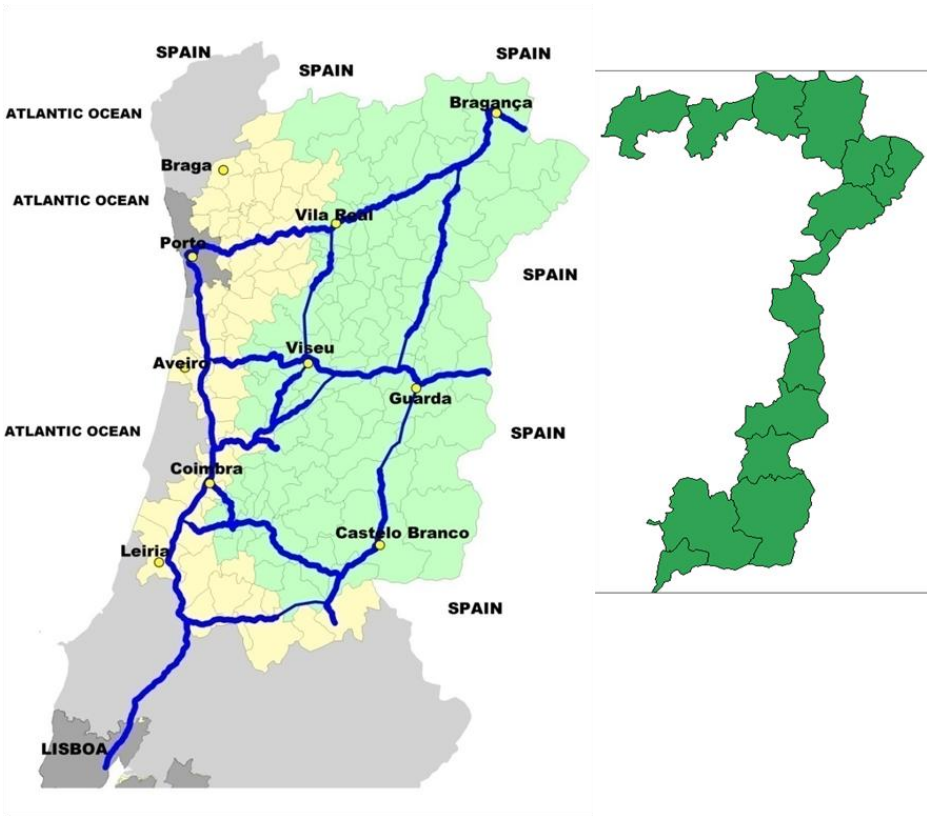 SPAIN
SPAIN
SPAIN
Bragança
ATLANTIC OCEAN
Braga
ATLANTIC OCEAN
Vila Real
Porto
SPAIN
Viseu
Aveiro
Guarda
ATLANTIC OCEAN
SPAIN
Coimbra
Castelo Branco
Leiria
SPAIN
LISBOA